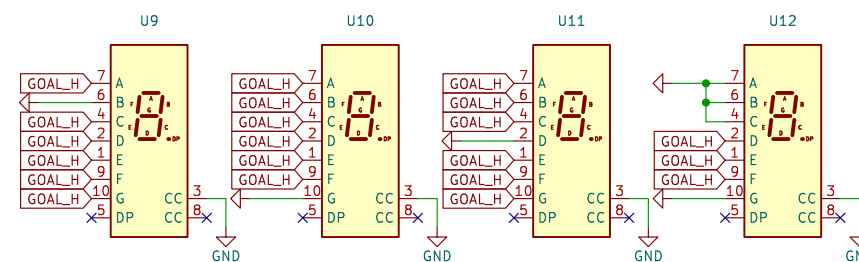 U9 U10 U11 U12
GOAL_H 7 A GOAL_H 7 A GOAL_H 7 A 7 A
6 B GOAL_H 6 B GOAL_H 6 B 6 B
GOAL_H 4 C GOAL_H 4 C GOAL_H 4 C 4 C
GOAL_H 2 D GOAL_H 2 D 2 D GOAL_H 2 D
GOAL_H 1 E GOAL_H 1 E GOAL_H 1 E GOAL_H 1 E
GOAL_H 9 F GOAL_H 9 F GOAL_H 9 F GOAL_H 9 F
GOAL_H 10 G CC 3 10 G CC 3 GOAL_H 10 G CC 3 10 G CC 3
5 DP CC 8 5 DP CC 8 5 DP CC 8 5 DP CC 8
A F B G E C D DP A F B G E C D DP A F B G E C D DP A F B G E C D DP
GND GND GND